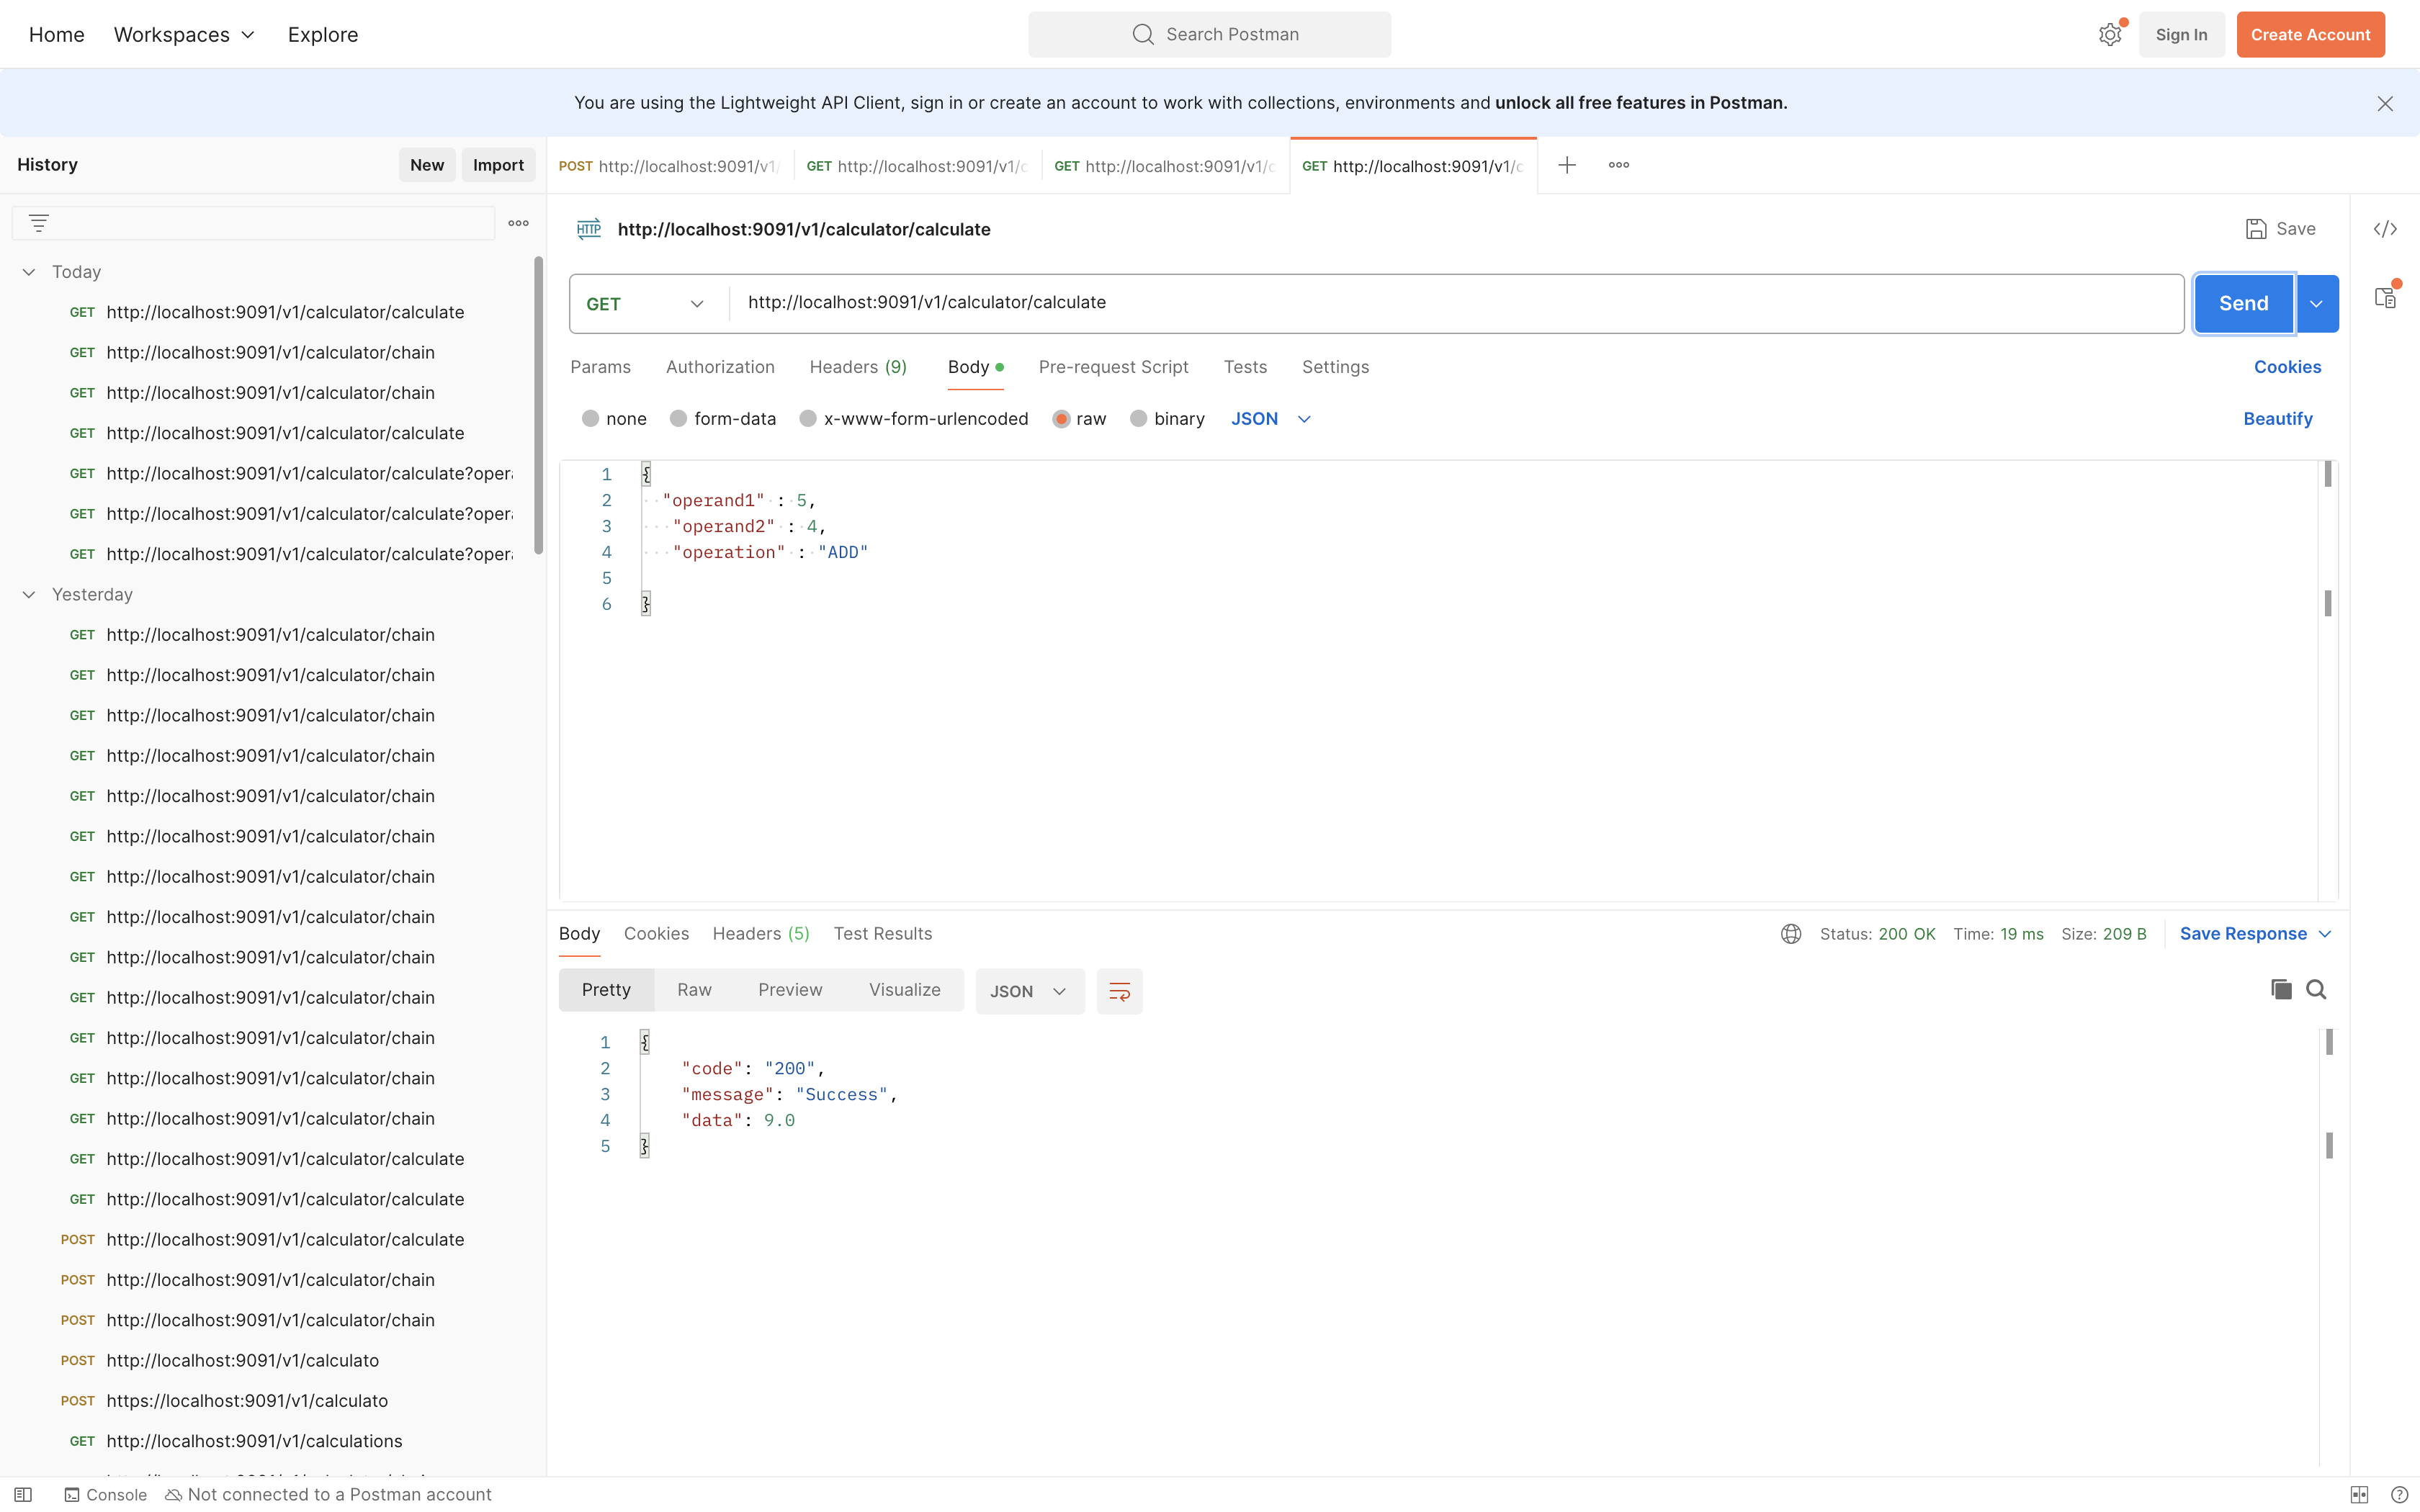 Home Workspaces Explore Search Postman Sign In Create Account
You are using the Lightweight API Client, sign in or create an account to work with collections, environments and unlock all free features in Postman.
History New Import
Today
GET http://localhost:9091/v1/calculator/calculate
GET http://localhost:9091/v1/calculator/chain
GET http://localhost:9091/v1/calculator/chain
GET http://localhost:9091/v1/calculator/calculate
GET http://localhost:9091/v1/calculator/calculate?opera
GET http://localhost:9091/v1/calculator/calculate?opera
GET http://localhost:9091/v1/calculator/calculate?opera
Yesterday
GET http://localhost:9091/v1/calculator/chain
GET http://localhost:9091/v1/calculator/chain
GET http://localhost:9091/v1/calculator/chain
GET http://localhost:9091/v1/calculator/chain
GET http://localhost:9091/v1/calculator/chain
GET http://localhost:9091/v1/calculator/chain
GET http://localhost:9091/v1/calculator/chain
GET http://localhost:9091/v1/calculator/chain
GET http://localhost:9091/v1/calculator/chain
GET http://localhost:9091/v1/calculator/chain
GET http://localhost:9091/v1/calculator/chain
GET http://localhost:9091/v1/calculator/chain
GET http://localhost:9091/v1/calculator/chain
GET http://localhost:9091/v1/calculator/calculate
GET http://localhost:9091/v1/calculator/calculate
POST http://localhost:9091/v1/calculator/calculate
POST http://localhost:9091/v1/calculator/chain
POST http://localhost:9091/v1/calculator/chain
POST http://localhost:9091/v1/calculato
POST https://localhost:9091/v1/calculato
GET http://localhost:9091/v1/calculations
POST http://localhost:9091/v1/ GET http://localhost:9091/v1/c GET http://localhost:9091/v1/c GET http://localhost:9091/v1/c
HTTP http://localhost:9091/v1/calculator/calculate Save
GET http://localhost:9091/v1/calculator/calculate Send
Params Authorization Headers (9) Body Pre-request Script Tests Settings Cookies
none form-data x-www-form-urlencoded raw binary JSON Beautify
1 {
2 "operand1" : 5,
3 "operand2" : 4,
4 "operation" : "ADD"
5
6 }
Body Cookies Headers (5) Test Results Status: 200 OK Time: 19 ms Size: 209 B Save Response
Pretty Raw Preview Visualize JSON
1 {
2 "code": "200",
3 "message": "Success",
4 "data": 9.0
5 }
Console Not connected to a Postman account